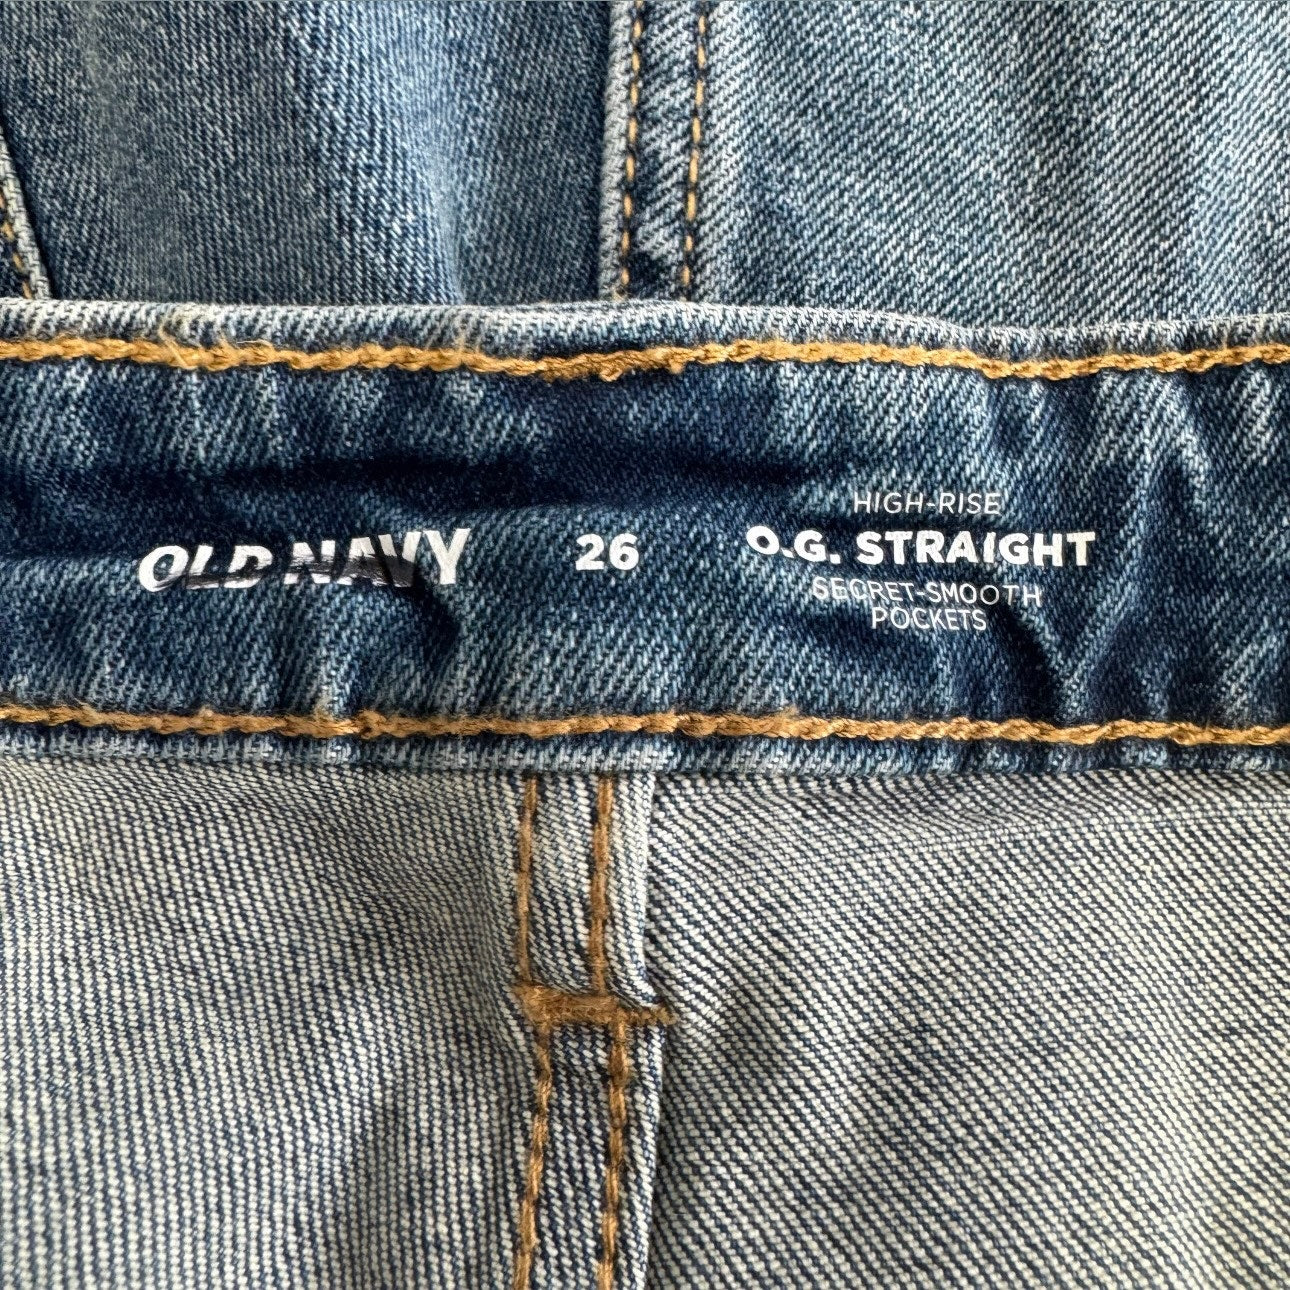 OLD NAVY
26
HIGH-RISE
O.G. STRAIGHT
SECRET-SMOOTH
POCKETS